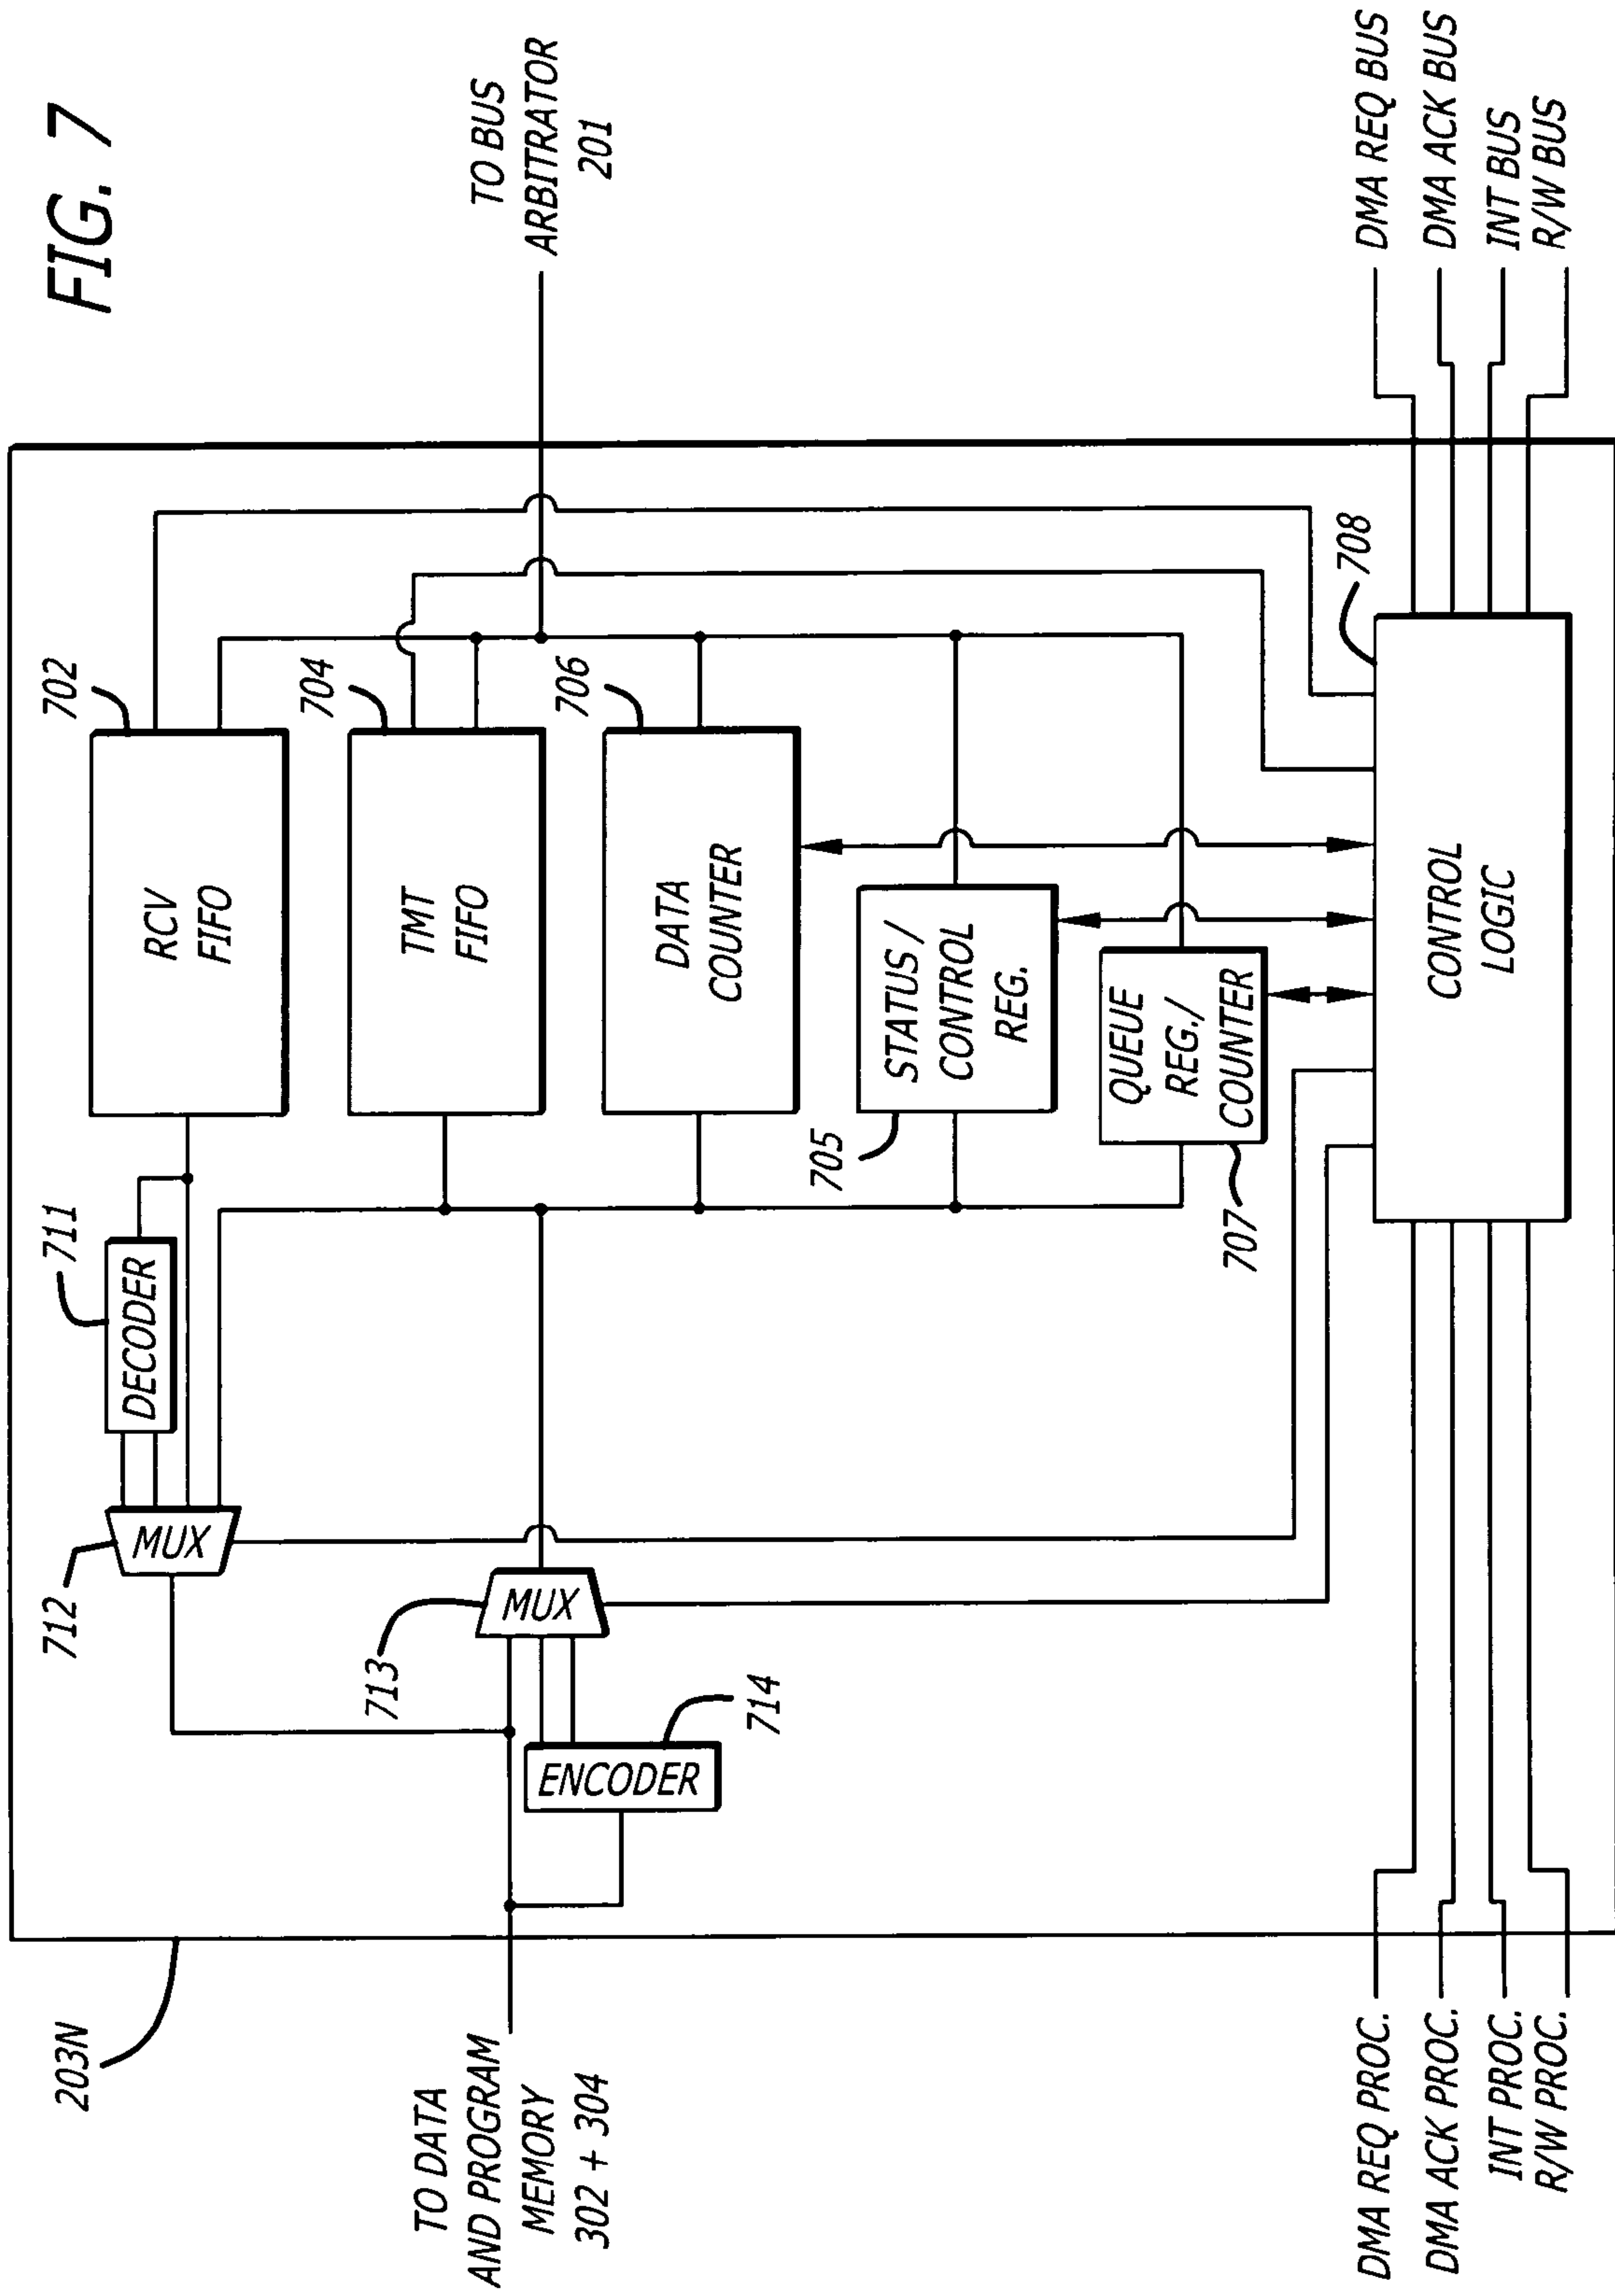 FIG. 7
203N
TO DATA
AND PROGRAM
MEMORY
302 + 304
TO BUS
ARBITRATOR
201
712
MUX
711
DECODER
702
RCV
FIFO
713
MUX
714
ENCODER
704
TMT
FIFO
706
DATA
COUNTER
705
STATUS /
CONTROL
REG.
707
QUEUE
REG./
COUNTER
708
CONTROL
LOGIC
DMA REQ PROC.
DMA ACK PROC.
INT PROC.
R/W PROC.
DMA REQ BUS
DMA ACK BUS
INT BUS
R/W BUS